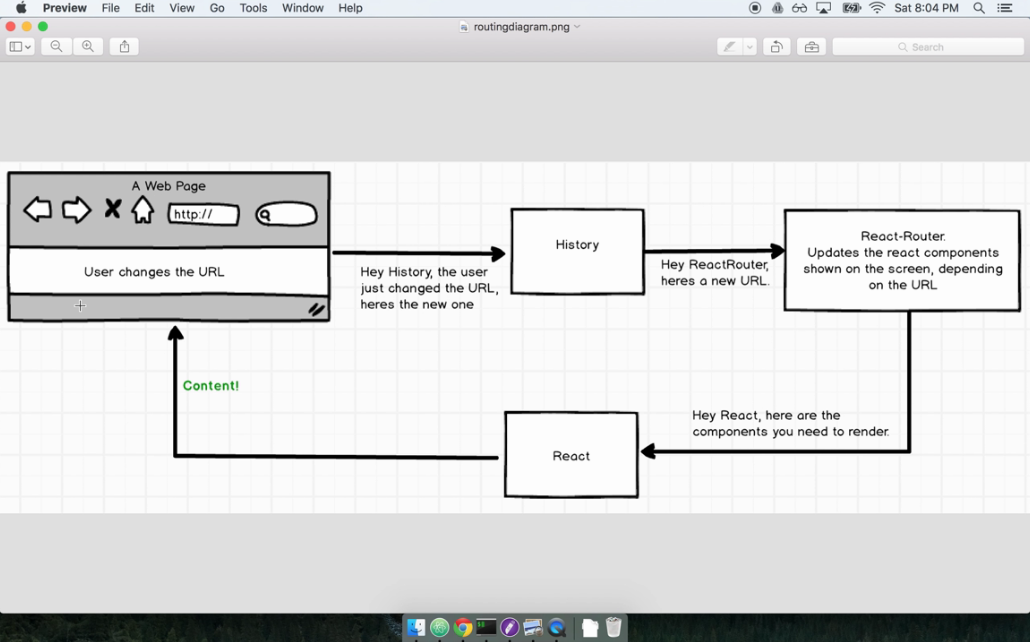 Preview File Edit View Go Tools Window Help Sat 8:04 PM
routingdiagram.png
Search
A Web Page
http://
User changes the URL
Hey History, the user
just changed the URL,
heres the new one
History
Hey ReactRouter,
heres a new URL.
React-Router.
Updates the react components
shown on the screen, depending
on the URL
Content!
Hey React, here are the
components you need to render.
React